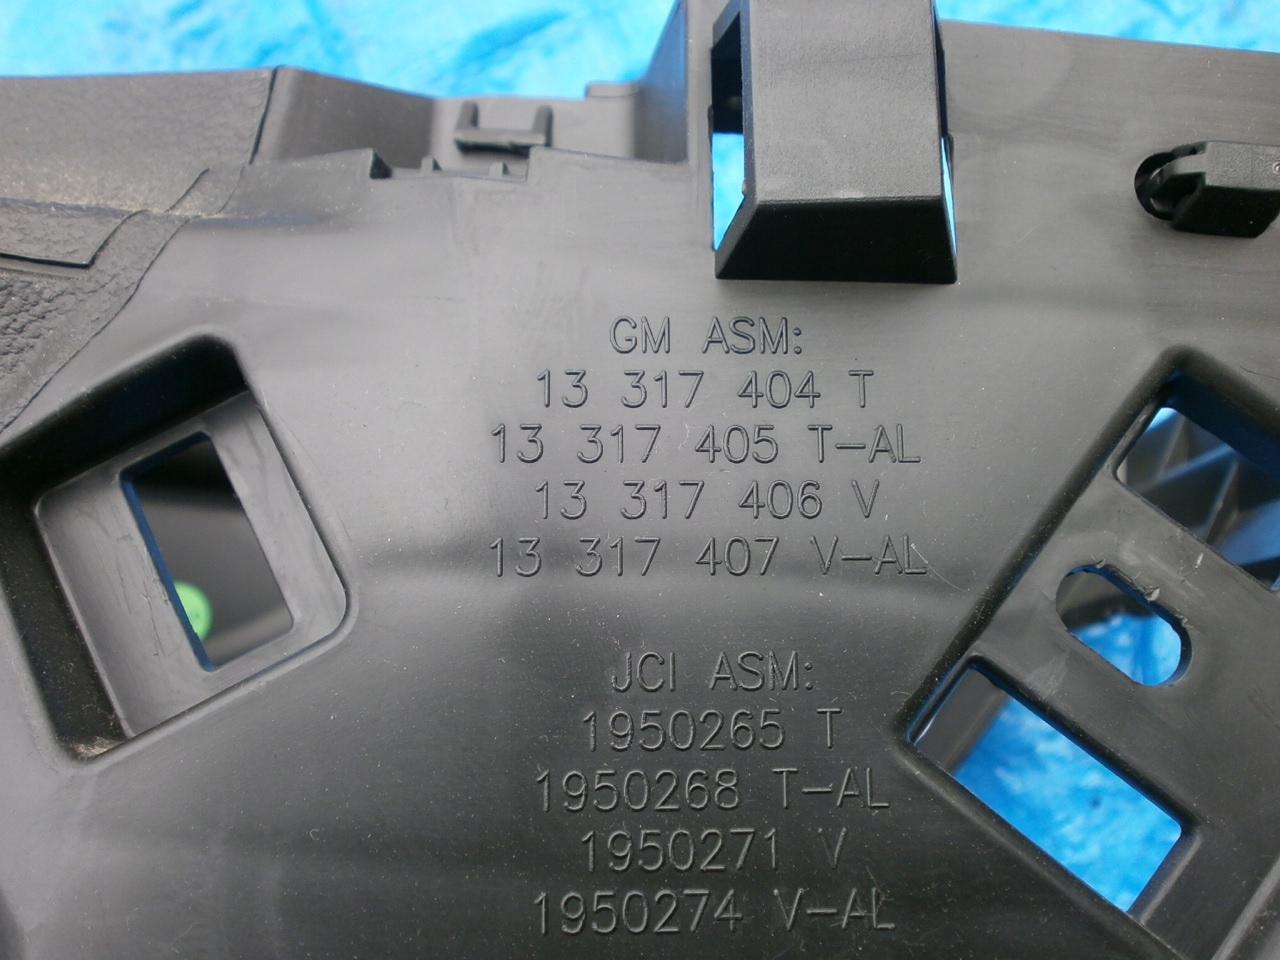 GM ASM:
13 317 404 T
13 317 405 T-AL
13 317 406 V
13 317 407 V-AL
JCI ASM:
1950265 T
1950268 T-AL
1950271 V
1950274 V-AL